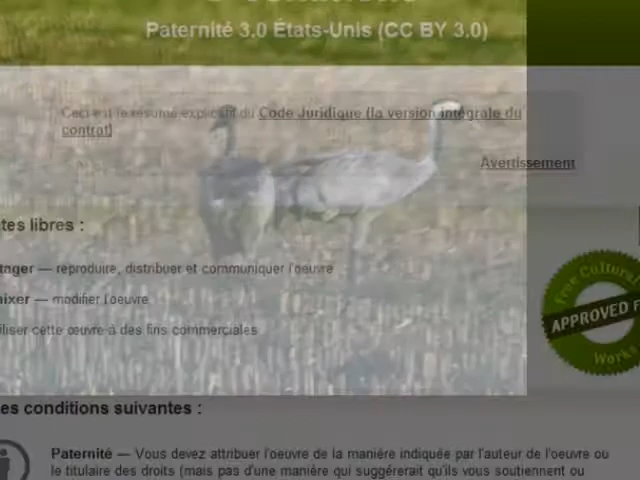 Paternité 3.0 États-Unis (CC BY 3.0)
Ceci est le résumé explicatif du Code Juridique (la version intégrale du
contrat)
Avertissement
tes libres :
tager — reproduire, distribuer et communiquer l'oeuvre
ixer — modifier l'oeuvre
iliser cette œuvre à des fins commerciales
Free Cultural
APPROVED F
Works
es conditions suivantes :
Paternité — Vous devez attribuer l'oeuvre de la manière indiquée par l'auteur de l'oeuvre ou
le titulaire des droits (mais pas d'une manière qui suggérerait qu'ils vous soutiennent ou